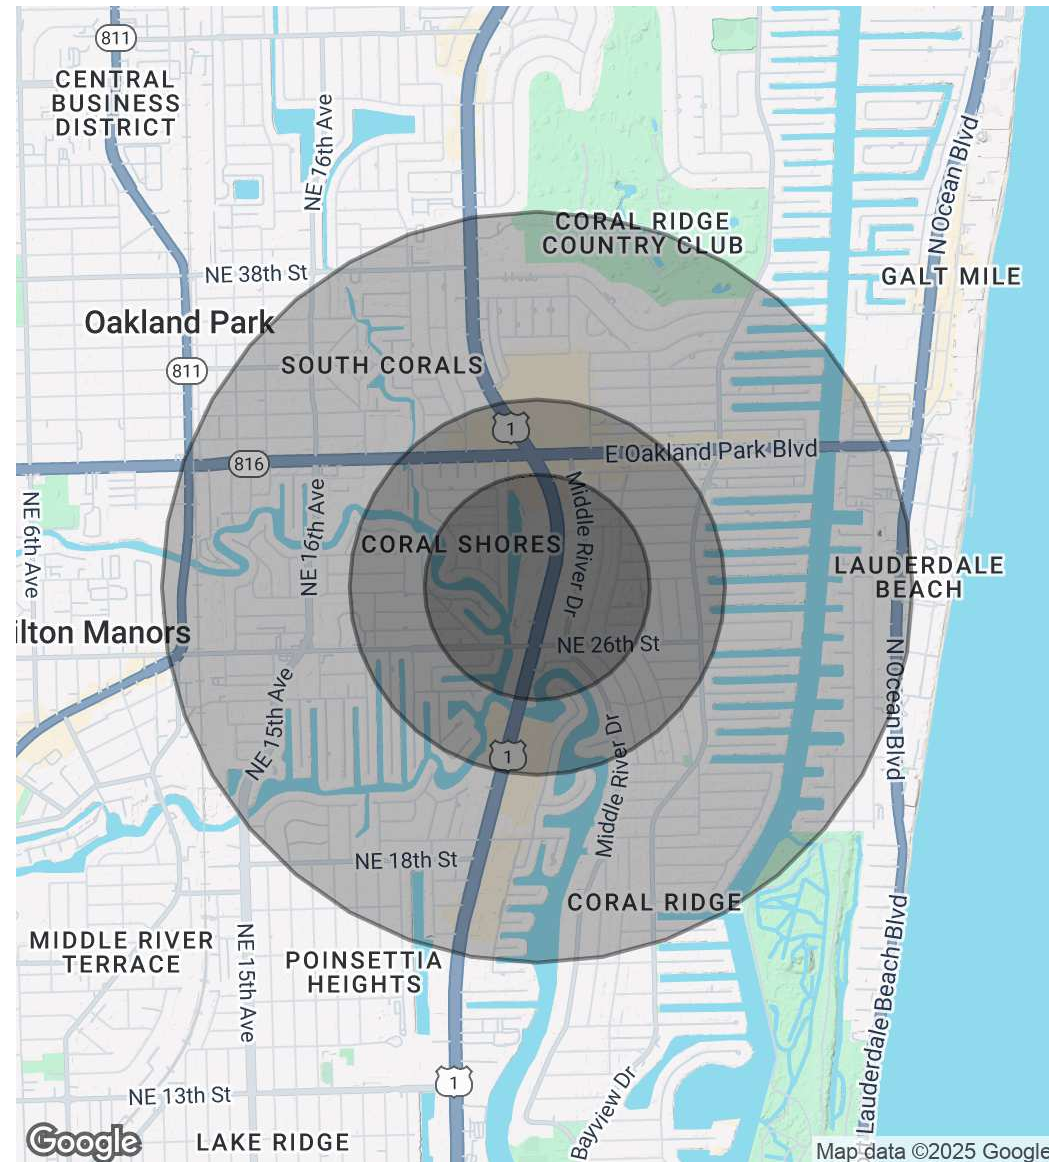 811
CENTRAL
BUSINESS
DISTRICT
NE 16th Ave
N Ocean Blvd
CORAL RIDGE
COUNTRY CLUB
NE 38th St
GALT MILE
Oakland Park
811
SOUTH CORALS
1
816
E Oakland Park Blvd
NE 6th Ave
NE 16th Ave
Middle River Dr
CORAL SHORES
LAUDERDALE
BEACH
ilton Manors
NE 26th St
N Ocean Blvd
NE 15th Ave
1
Middle River Dr
NE 18th St
CORAL RIDGE
MIDDLE RIVER
TERRACE
NE 15th Ave
POINSETTIA
HEIGHTS
Lauderdale Beach Blvd
1
NE 13th St
Bayview Dr
Google
LAKE RIDGE
Map data ©2025 Google